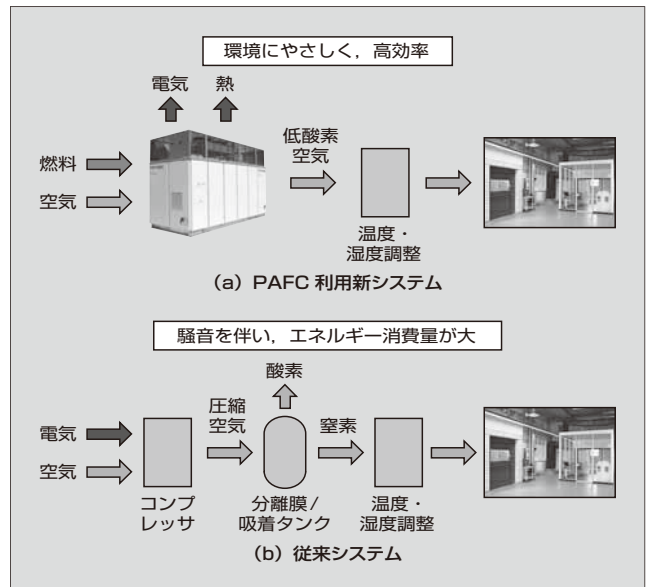 環境にやさしく，高効率
電気
熱
燃料
空気
低酸素
空気
温度・
湿度調整
（a）PAFC 利用新システム
騒音を伴い，エネルギー消費量が大
酸素
電気
空気
圧縮
空気
窒素
コンプ
レッサ
分離膜/
吸着タンク
温度・
湿度調整
（b）従来システム